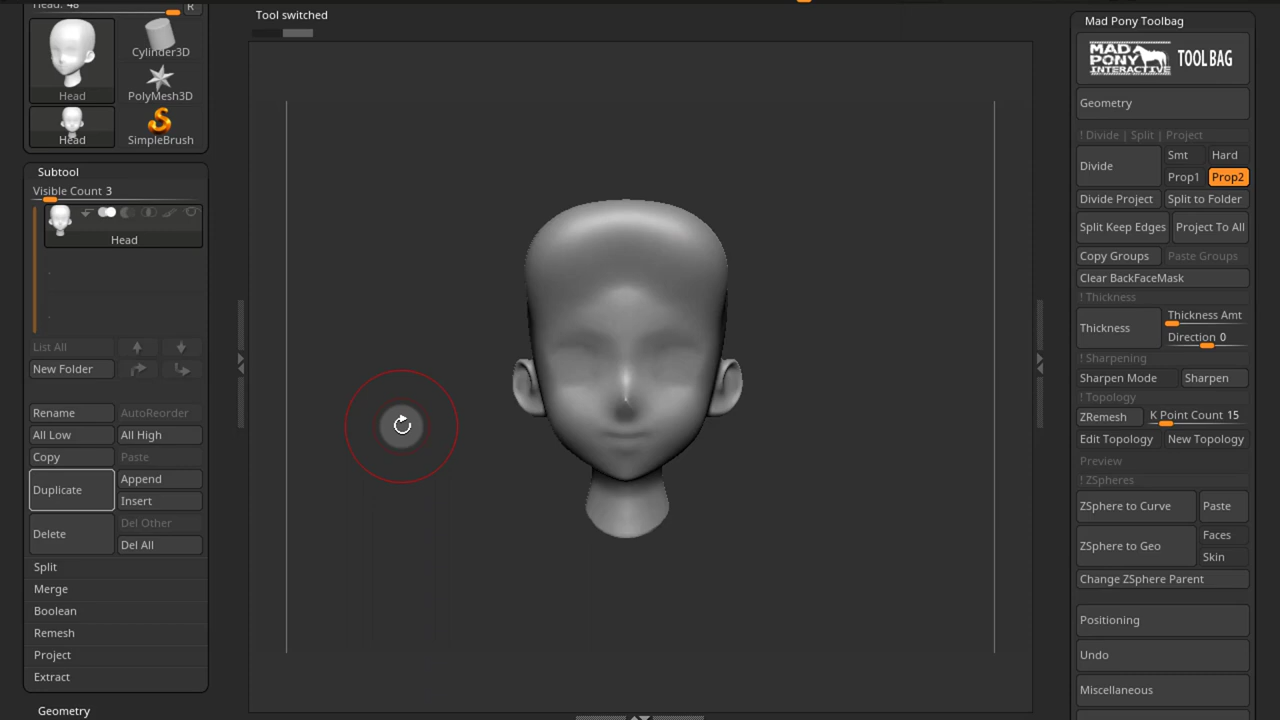 Head. 48
R
Head
Cylinder3D
PolyMesh3D
Head
SimpleBrush
Subtool
Visible Count 3
Head
List All
New Folder
Rename
AutoReorder
All Low
All High
Copy
Paste
Duplicate
Append
Insert
Delete
Del Other
Del All
Split
Merge
Boolean
Remesh
Project
Extract
Geometry
Tool switched
Mad Pony Toolbag
MAD
PONY
INTERACTIVE
TOOL BAG
Geometry
! Divide | Split | Project
Divide
Smt
Hard
Prop1
Prop2
Divide Project
Split to Folder
Split Keep Edges
Project To All
Copy Groups
Paste Groups
Clear BackFaceMask
! Thickness
Thickness
Thickness Amt
Direction 0
! Sharpening
Sharpen Mode
Sharpen
! Topology
ZRemesh
K Point Count 15
Edit Topology
New Topology
Preview
! ZSpheres
ZSphere to Curve
Paste
ZSphere to Geo
Faces
Skin
Change ZSphere Parent
Positioning
Undo
Miscellaneous